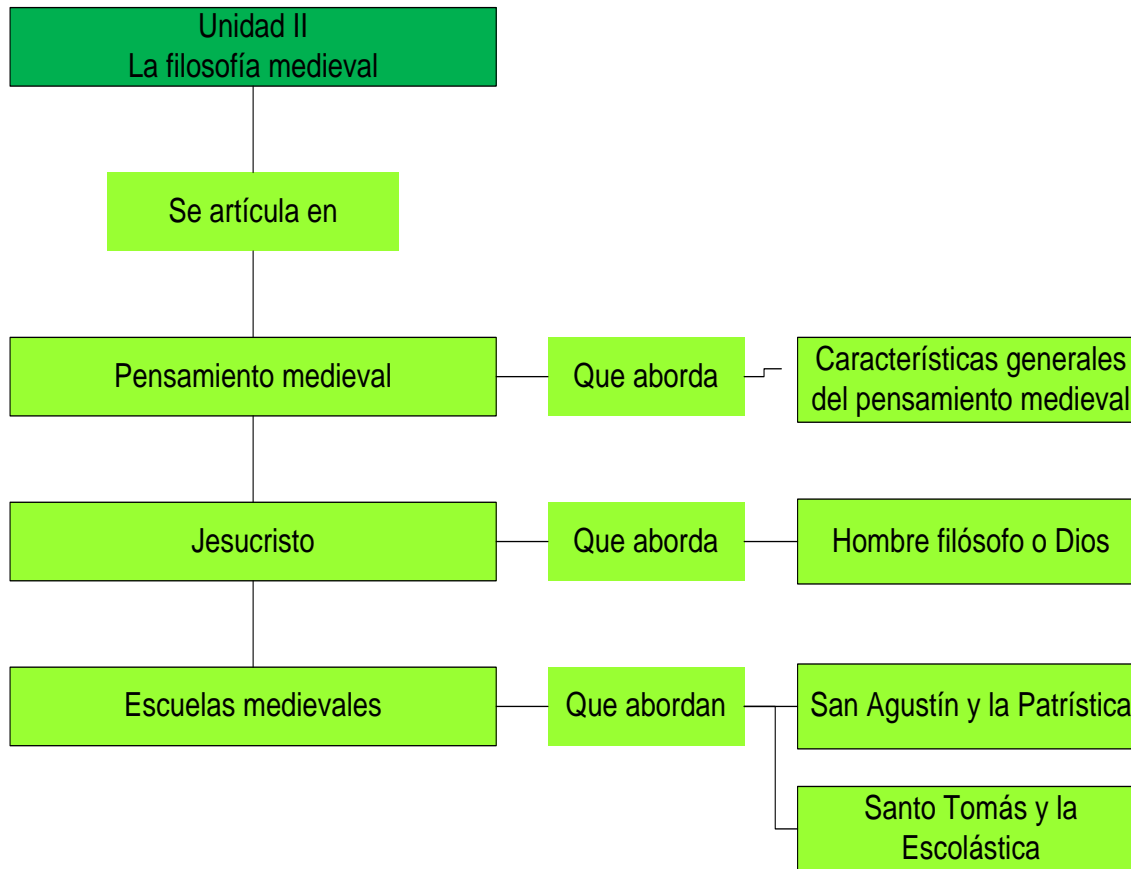 Unidad II
La filosofía medieval
Se artícula en
Pensamiento medieval
Que aborda
Características generales
del pensamiento medieval
Jesucristo
Que aborda
Hombre filósofo o Dios
Escuelas medievales
Que abordan
San Agustín y la Patrística
Santo Tomás y la
Escolástica